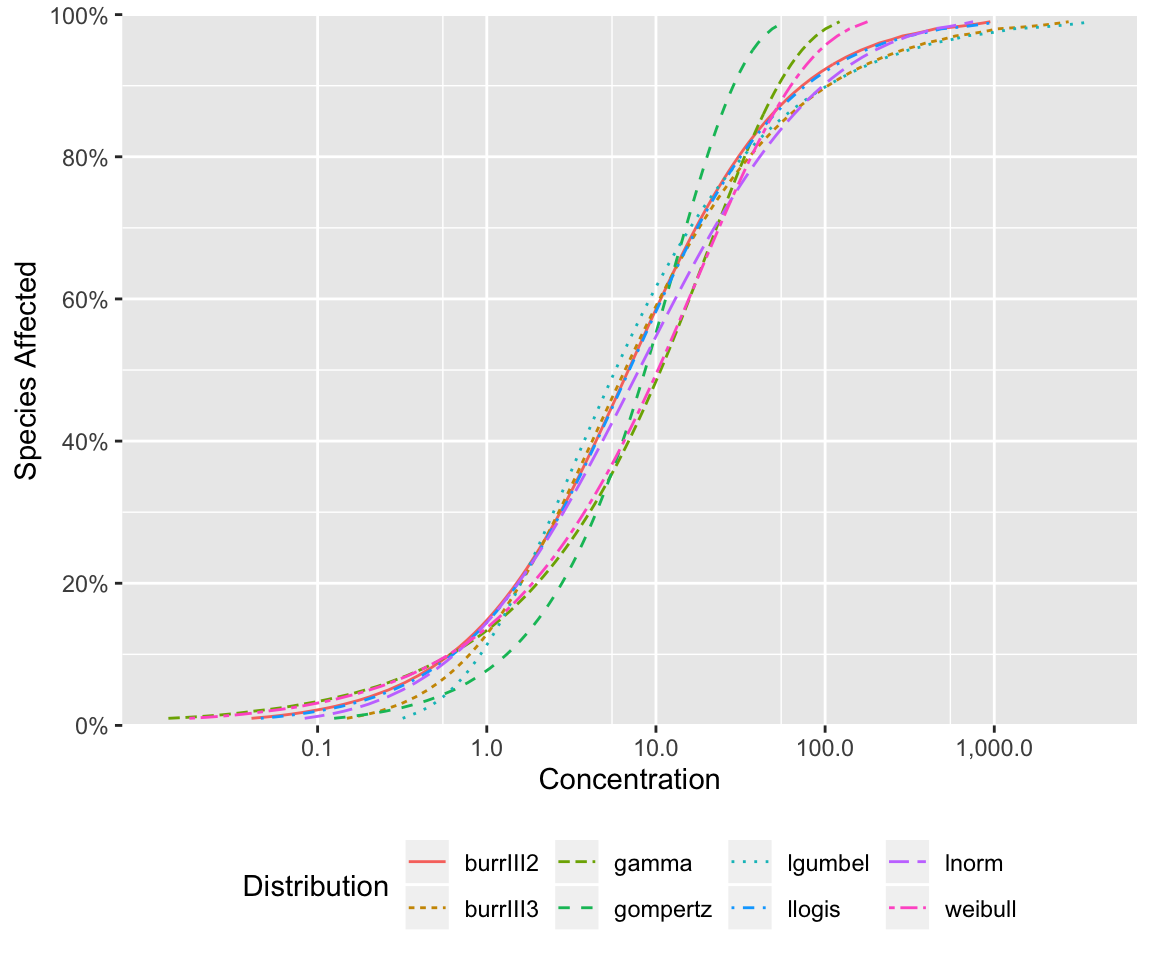 100%
80%
60%
40%
20%
0%
Species Affected
0.1 1.0 10.0 100.0 1,000.0
Concentration
Distribution
burrIII2 gamma lgumbel lnorm
burrIII3 gompertz llogis weibull